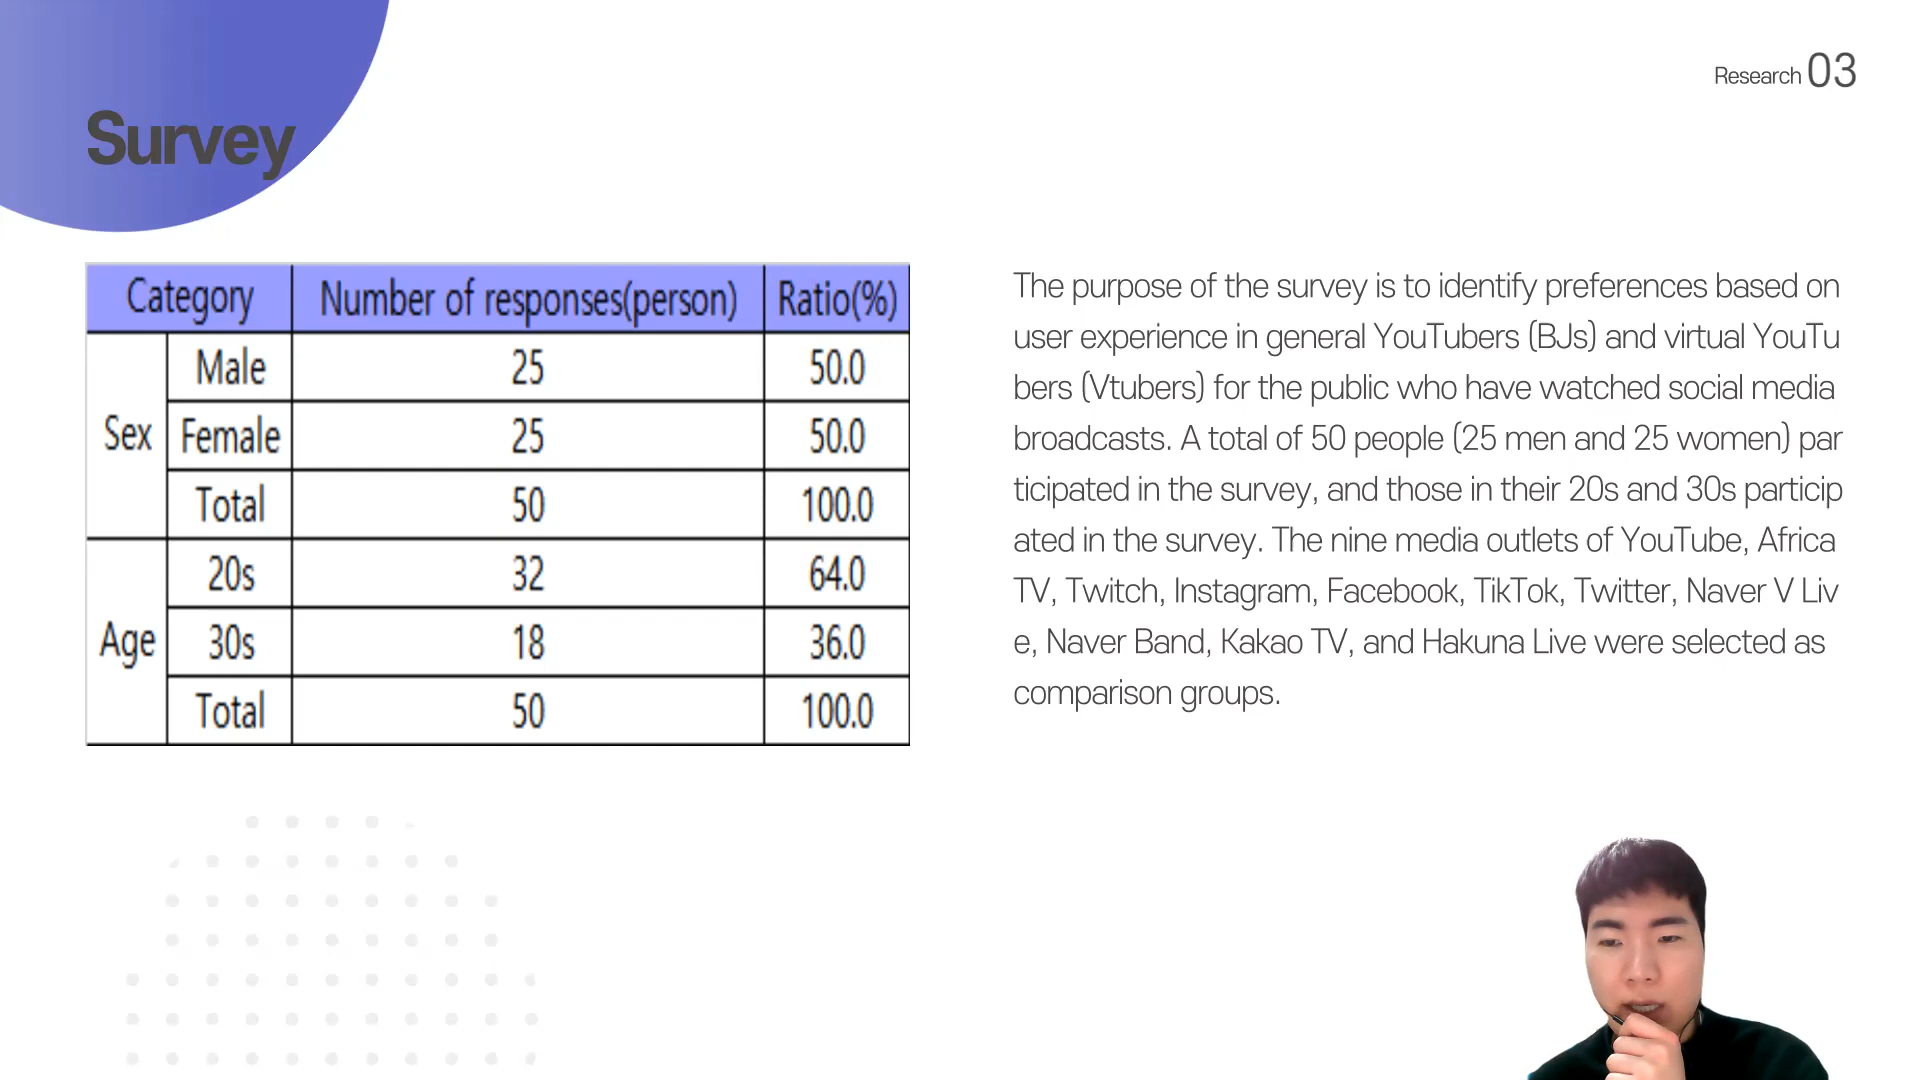 Research 03
Survey
Category Number of responses(person) Ratio(%)
Sex Male 25 50.0
Female 25 50.0
Total 50 100.0
Age 20s 32 64.0
30s 18 36.0
Total 50 100.0
The purpose of the survey is to identify preferences based on
user experience in general YouTubers (BJs) and virtual YouTu
bers (Vtubers) for the public who have watched social media
broadcasts. A total of 50 people (25 men and 25 women) par
ticipated in the survey, and those in their 20s and 30s particip
ated in the survey. The nine media outlets of YouTube, Africa
TV, Twitch, Instagram, Facebook, TikTok, Twitter, Naver V Liv
e, Naver Band, Kakao TV, and Hakuna Live were selected as
comparison groups.